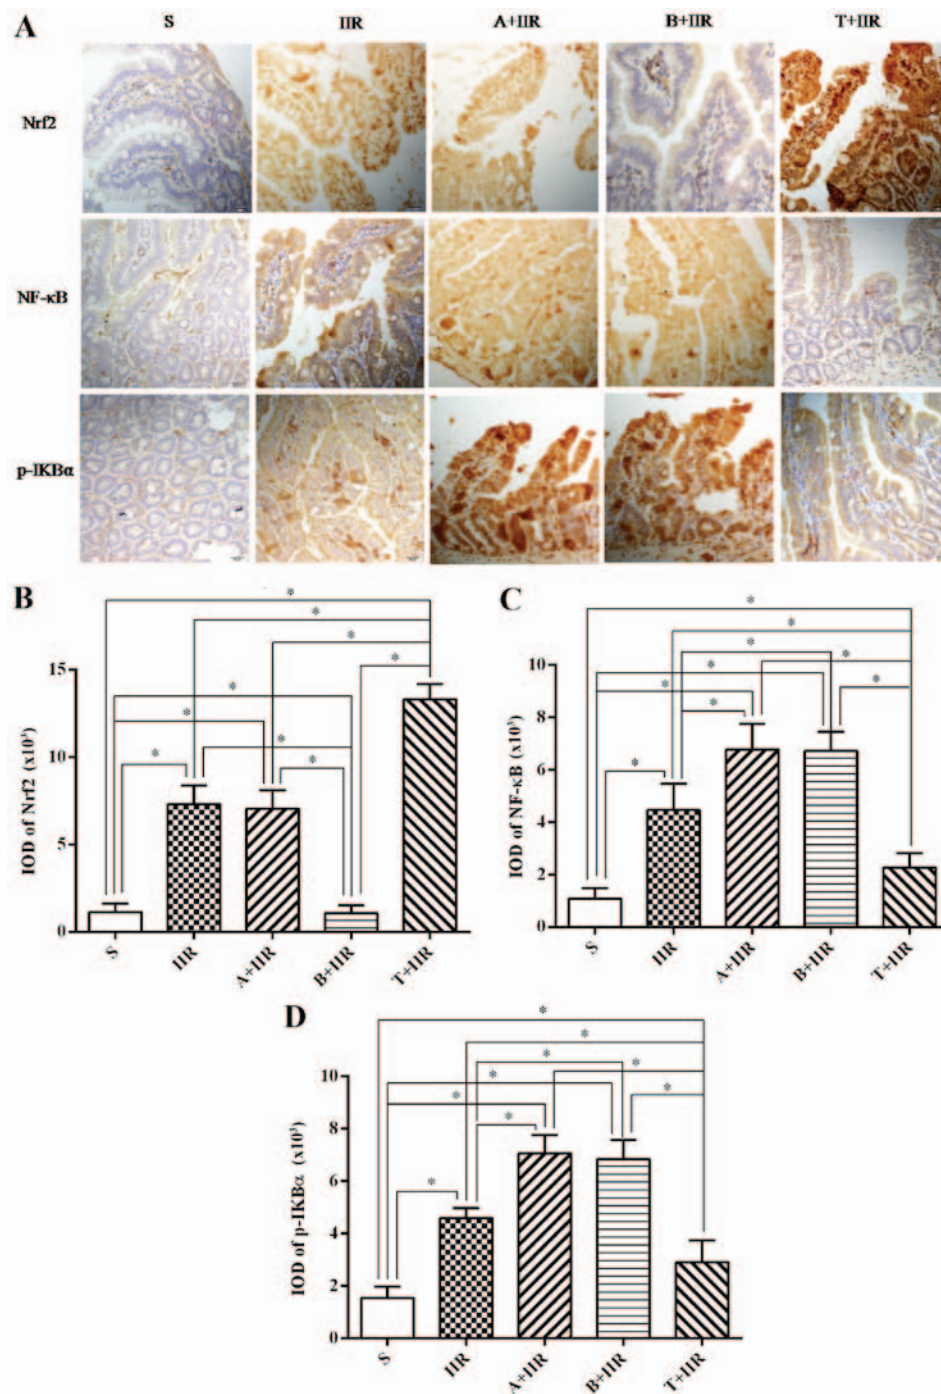 A
S IIR A+IIR B+IIR T+IIR
Nrf2
NF-κB
p-IKBα
B
IOD of Nrf2 (x10³)
15
10
5
0
* * * * * * * *
S IIR A+IIR B+IIR T+IIR
C
IOD of NF-κB (x10³)
10
8
6
4
2
0
* * * * * * * * *
S IIR A+IIR B+IIR T+IIR
D
IOD of p-IKBα (x10³)
10
8
6
4
2
0
* * * * * * * * *
S IIR A+IIR B+IIR T+IIR